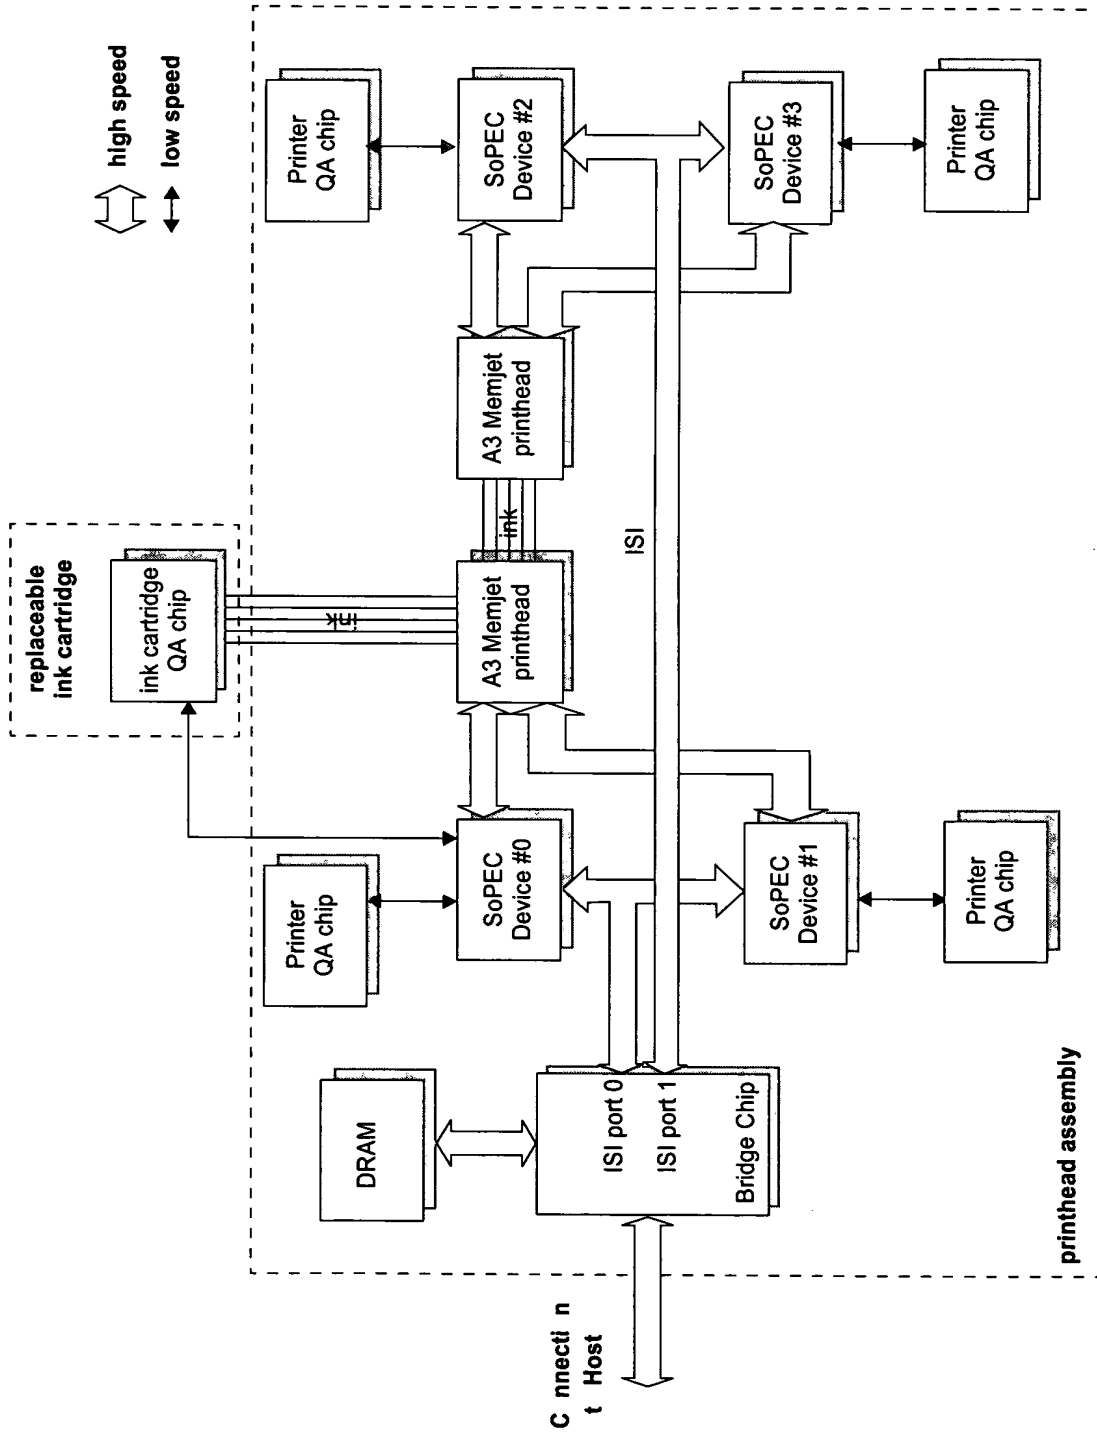 high speed
low speed
replaceable
ink cartridge
ink cartridge
QA chip
ink
Printer
QA chip
Printer
QA chip
DRAM
SoPEC
Device #0
A3 Memjet
printhead
ink
A3 Memjet
printhead
SoPEC
Device #2
C nnecti n
t Host
ISI port 0
ISI port 1
Bridge Chip
ISI
SoPEC
Device #1
SoPEC
Device #3
Printer
QA chip
Printer
QA chip
printhead assembly